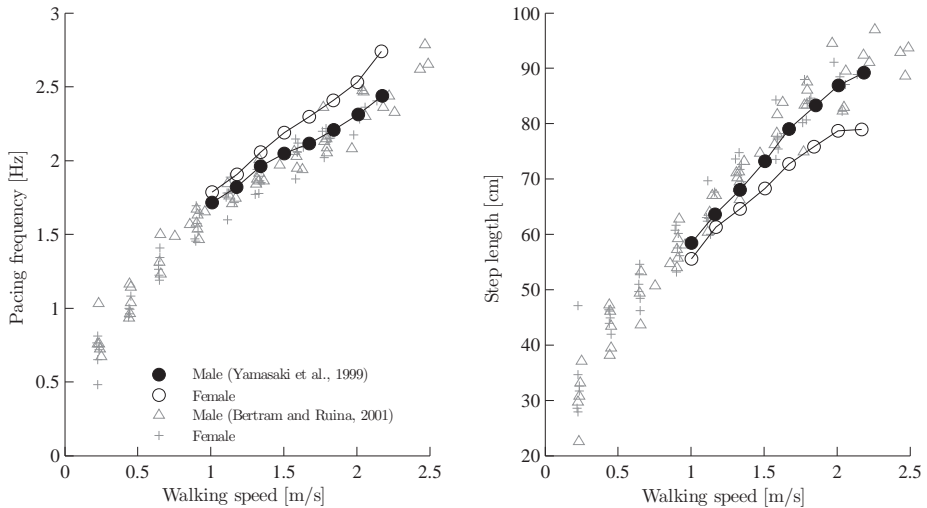 3
2.5
2
1.5
1
0.5
0
Pacing frequency [Hz]
Male (Yamasaki et al., 1999)
Female
Male (Bertram and Ruina, 2001)
Female
0 0.5 1 1.5 2 2.5
Walking speed [m/s]
100
90
80
70
60
50
40
30
20
Step length [cm]
0 0.5 1 1.5 2 2.5
Walking speed [m/s]